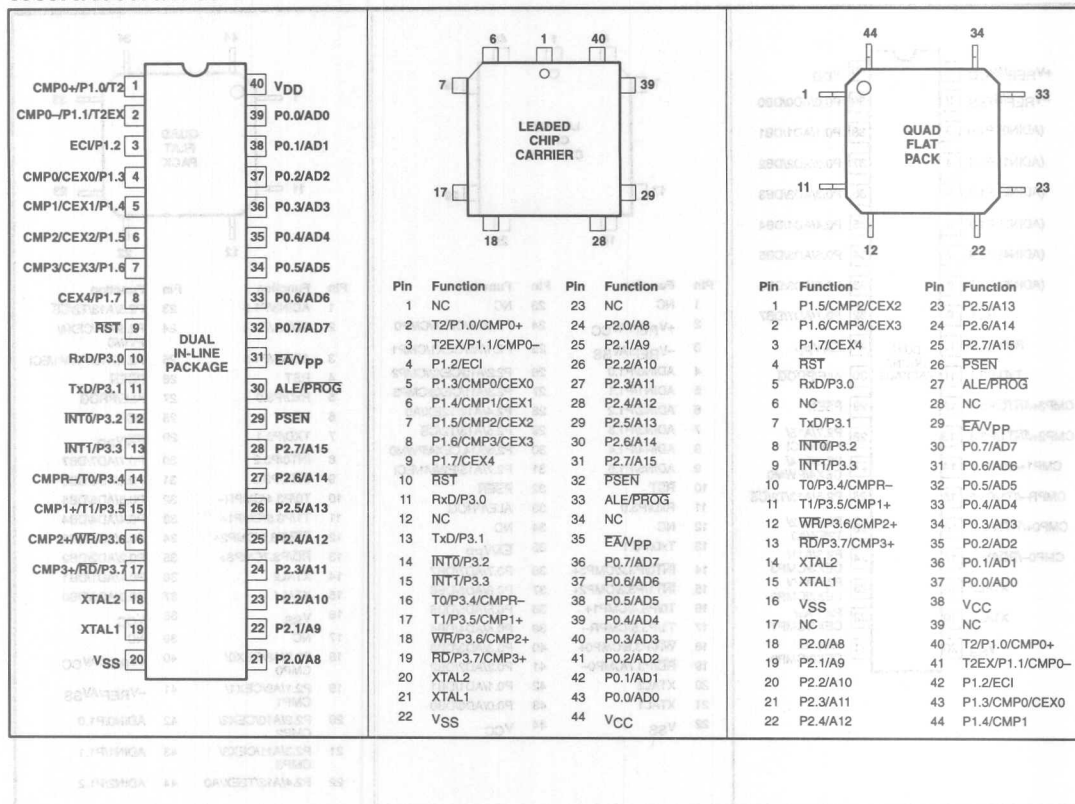 CMP0+/P1.0/T2 1
CMP0–/P1.1/T2EX 2
ECI/P1.2 3
CMP0/CEX0/P1.3 4
CMP1/CEX1/P1.4 5
CMP2/CEX2/P1.5 6
CMP3/CEX3/P1.6 7
CEX4/P1.7 8
RST 9
RxD/P3.0 10
TxD/P3.1 11
INT0/P3.2 12
INT1/P3.3 13
CMPR–/T0/P3.4 14
CMP1+/T1/P3.5 15
CMP2+/WR/P3.6 16
CMP3+/RD/P3.7 17
XTAL2 18
XTAL1 19
VSS 20
DUAL
IN-LINE
PACKAGE
40 VDD
39 P0.0/AD0
38 P0.1/AD1
37 P0.2/AD2
36 P0.3/AD3
35 P0.4/AD4
34 P0.5/AD5
33 P0.6/AD6
32 P0.7/AD7
31 EA/VPP
30 ALE/PROG
29 PSEN
28 P2.7/A15
27 P2.6/A14
26 P2.5/A13
25 P2.4/A12
24 P2.3/A11
23 P2.2/A10
22 P2.1/A9
21 P2.0/A8
6 1 40
7 39
LEADED
CHIP
CARRIER
17 29
18 28
Pin Function Pin Function
1 NC 23 NC
2 T2/P1.0/CMP0+ 24 P2.0/A8
3 T2EX/P1.1/CMP0– 25 P2.1/A9
4 P1.2/ECI 26 P2.2/A10
5 P1.3/CMP0/CEX0 27 P2.3/A11
6 P1.4/CMP1/CEX1 28 P2.4/A12
7 P1.5/CMP2/CEX2 29 P2.5/A13
8 P1.6/CMP3/CEX3 30 P2.6/A14
9 P1.7/CEX4 31 P2.7/A15
10 RST 32 PSEN
11 RxD/P3.0 33 ALE/PROG
12 NC 34 NC
13 TxD/P3.1 35 EA/VPP
14 INT0/P3.2 36 P0.7/AD7
15 INT1/P3.3 37 P0.6/AD6
16 T0/P3.4/CMPR– 38 P0.5/AD5
17 T1/P3.5/CMP1+ 39 P0.4/AD4
18 WR/P3.6/CMP2+ 40 P0.3/AD3
19 RD/P3.7/CMP3+ 41 P0.2/AD2
20 XTAL2 42 P0.1/AD1
21 XTAL1 43 P0.0/AD0
22 VSS 44 VCC
44 34
1 33
QUAD
FLAT
PACK
11 23
12 22
Pin Function Pin Function
1 P1.5/CMP2/CEX2 23 P2.5/A13
2 P1.6/CMP3/CEX3 24 P2.6/A14
3 P1.7/CEX4 25 P2.7/A15
4 RST 26 PSEN
5 RxD/P3.0 27 ALE/PROG
6 NC 28 NC
7 TxD/P3.1 29 EA/VPP
8 INT0/P3.2 30 P0.7/AD7
9 INT1/P3.3 31 P0.6/AD6
10 T0/P3.4/CMPR– 32 P0.5/AD5
11 T1/P3.5/CMP1+ 33 P0.4/AD4
12 WR/P3.6/CMP2+ 34 P0.3/AD3
13 RD/P3.7/CMP3+ 35 P0.2/AD2
14 XTAL2 36 P0.1/AD1
15 XTAL1 37 P0.0/AD0
16 VSS 38 VCC
17 NC 39 NC
18 P2.0/A8 40 T2/P1.0/CMP0+
19 P2.1/A9 41 T2EX/P1.1/CMP0–
20 P2.2/A10 42 P1.2/ECI
21 P2.3/A11 43 P1.3/CMP0/CEX0
22 P2.4/A12 44 P1.4/CMP1